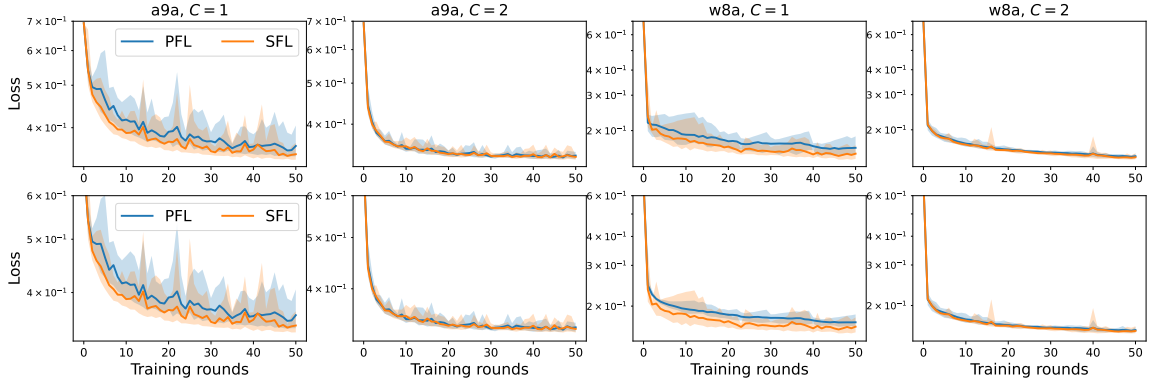 a9a, C = 1
a9a, C = 2
w8a, C = 1
w8a, C = 2
Loss
7 × 10⁻¹
6 × 10⁻¹
5 × 10⁻¹
4 × 10⁻¹
PFL SFL
0 10 20 30 40 50
7 × 10⁻¹
6 × 10⁻¹
5 × 10⁻¹
4 × 10⁻¹
0 10 20 30 40 50
6 × 10⁻¹
4 × 10⁻¹
3 × 10⁻¹
2 × 10⁻¹
0 10 20 30 40 50
6 × 10⁻¹
4 × 10⁻¹
3 × 10⁻¹
2 × 10⁻¹
0 10 20 30 40 50
Loss
6 × 10⁻¹
5 × 10⁻¹
4 × 10⁻¹
PFL SFL
0 10 20 30 40 50
Training rounds
6 × 10⁻¹
5 × 10⁻¹
4 × 10⁻¹
0 10 20 30 40 50
Training rounds
6 × 10⁻¹
4 × 10⁻¹
3 × 10⁻¹
2 × 10⁻¹
0 10 20 30 40 50
Training rounds
6 × 10⁻¹
4 × 10⁻¹
3 × 10⁻¹
2 × 10⁻¹
0 10 20 30 40 50
Training rounds